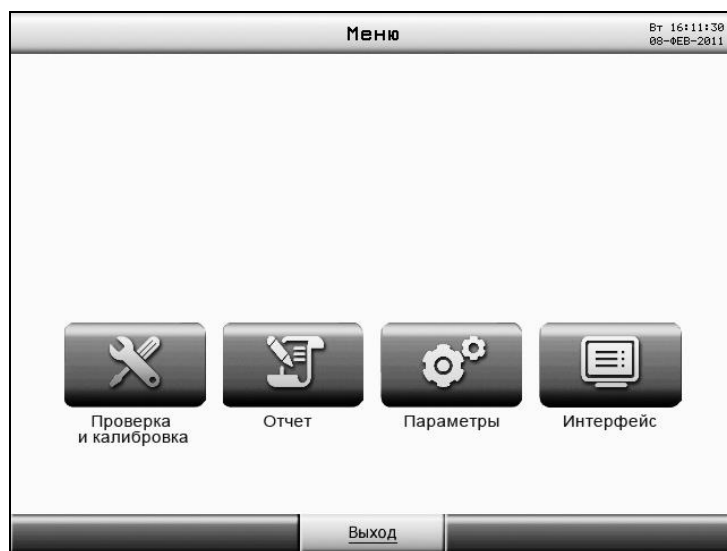 Меню
Вт 16:11:30
08-ФЕВ-2011
Проверка
и калибровка
Отчет
Параметры
Интерфейс
Выход